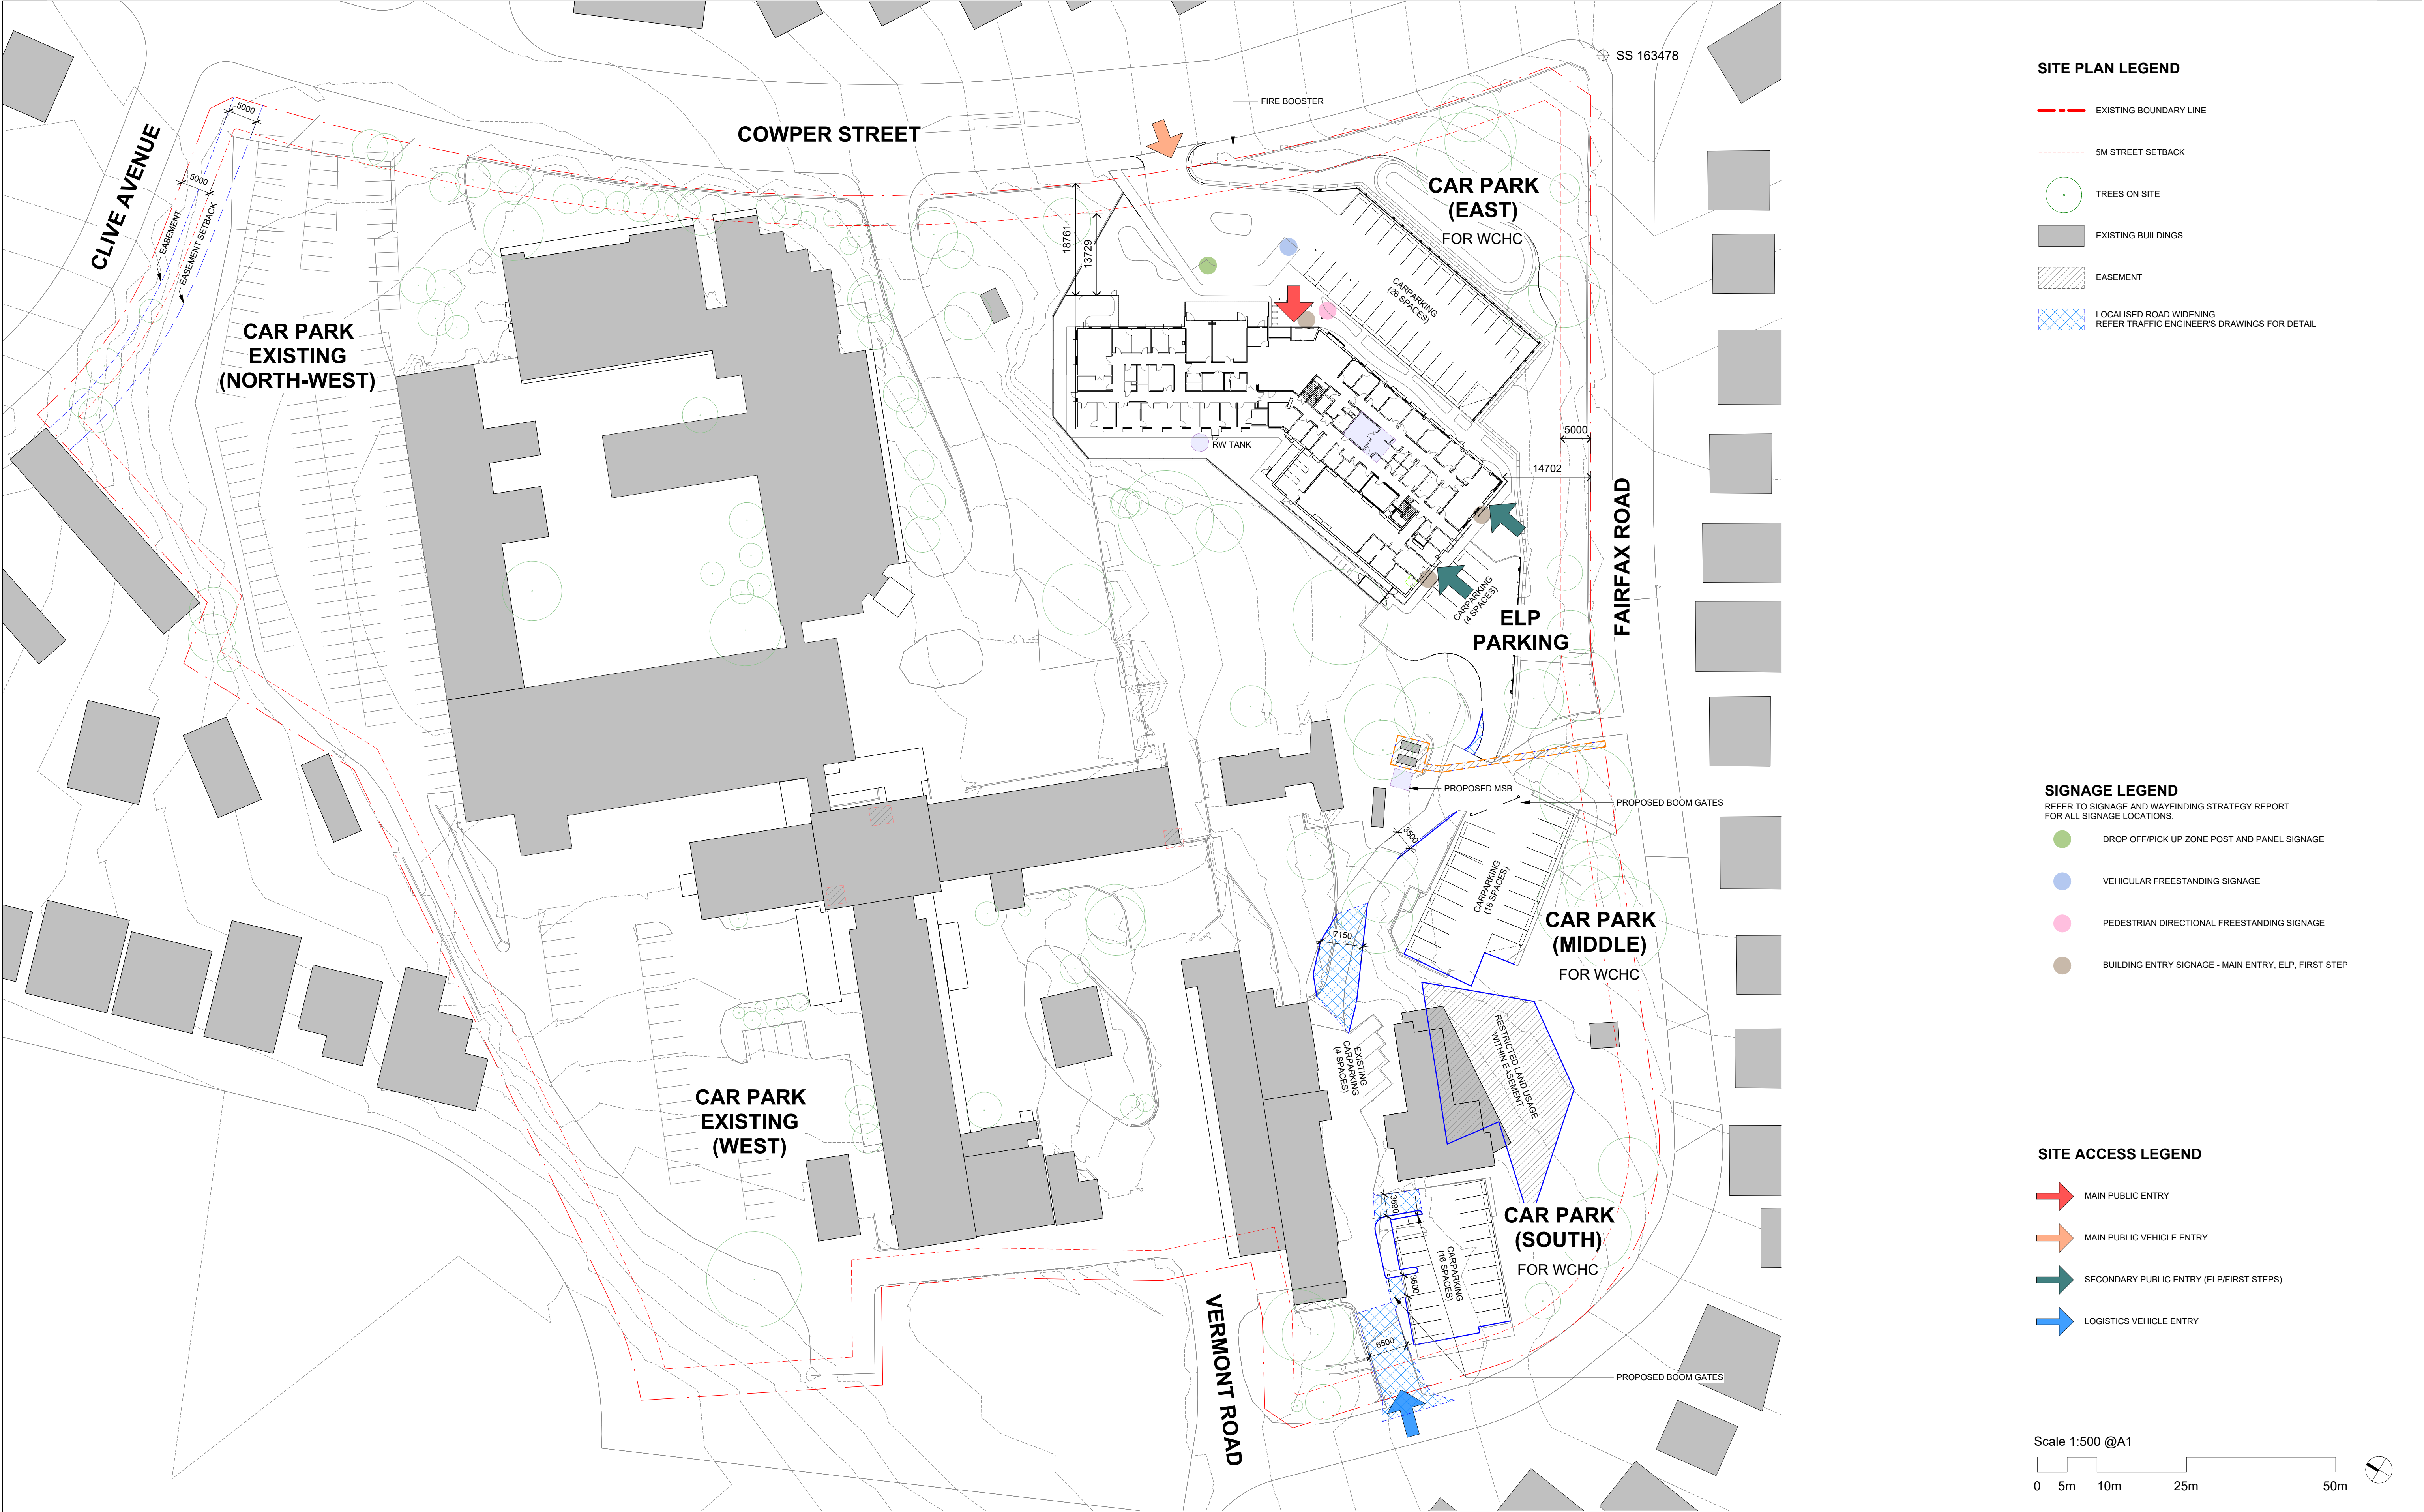 SS 163478
FIRE BOOSTER
COWPER STREET
CLIVE AVENUE
5000
5000
EASEMENT
EASEMENT SETBACK
CAR PARK
EXISTING
(NORTH-WEST)
18761
13729
CAR PARK
(EAST)
FOR WCHC
CARPARKING
(26 SPACES)
RW TANK
5000
14702
FAIRFAX ROAD
CARPARKING
(4 SPACES)
ELP
PARKING
PROPOSED MSB
PROPOSED BOOM GATES
3500
CARPARKING
(18 SPACES)
CAR PARK
(MIDDLE)
FOR WCHC
7150
RESTRICTED LAND USAGE
WITHIN EASEMENT
EXISTING
CARPARKING
(4 SPACES)
CAR PARK
EXISTING
(WEST)
3690
CAR PARK
(SOUTH)
FOR WCHC
CARPARKING
(16 SPACES)
3600
6500
PROPOSED BOOM GATES
VERMONT ROAD
SITE PLAN LEGEND
EXISTING BOUNDARY LINE
5M STREET SETBACK
TREES ON SITE
EXISTING BUILDINGS
EASEMENT
LOCALISED ROAD WIDENING
REFER TRAFFIC ENGINEER'S DRAWINGS FOR DETAIL
SIGNAGE LEGEND
REFER TO SIGNAGE AND WAYFINDING STRATEGY REPORT
FOR ALL SIGNAGE LOCATIONS.
DROP OFF/PICK UP ZONE POST AND PANEL SIGNAGE
VEHICULAR FREESTANDING SIGNAGE
PEDESTRIAN DIRECTIONAL FREESTANDING SIGNAGE
BUILDING ENTRY SIGNAGE - MAIN ENTRY, ELP, FIRST STEP
SITE ACCESS LEGEND
MAIN PUBLIC ENTRY
MAIN PUBLIC VEHICLE ENTRY
SECONDARY PUBLIC ENTRY (ELP/FIRST STEPS)
LOGISTICS VEHICLE ENTRY
Scale 1:500 @A1
0 5m 10m 25m 50m